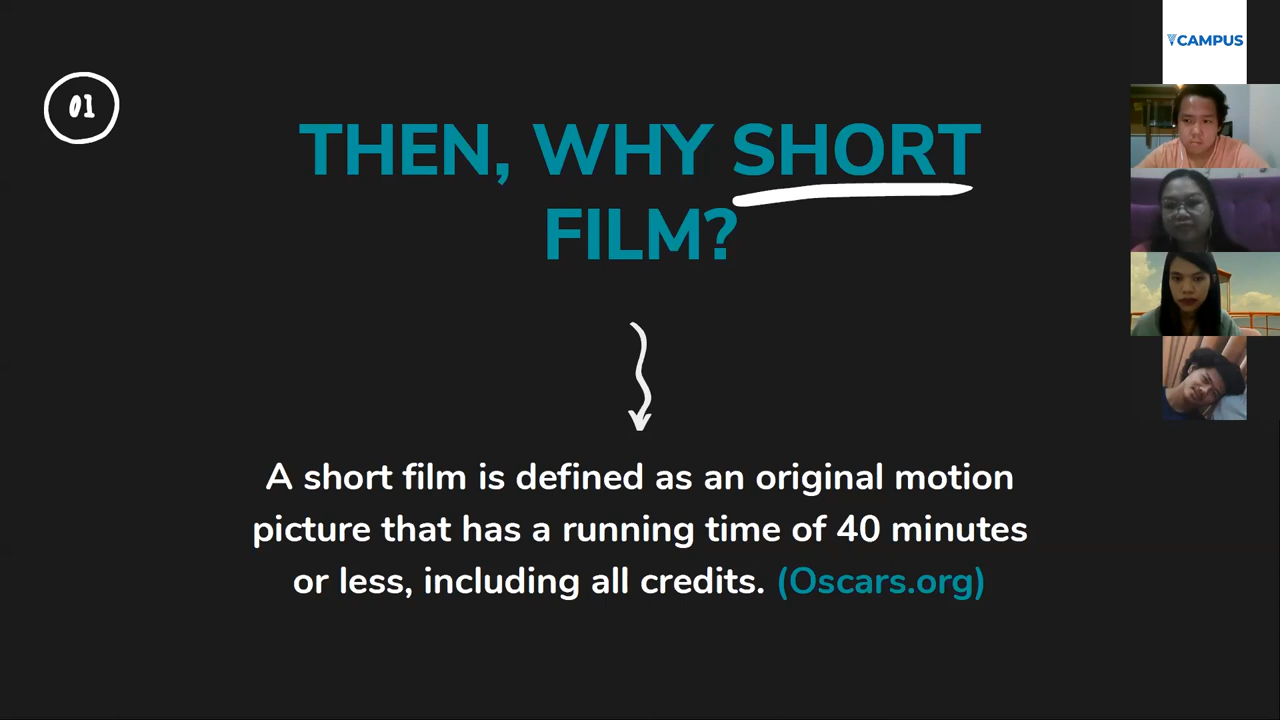 VCAMPUS
01
THEN, WHY SHORT
FILM?
A short film is defined as an original motion
picture that has a running time of 40 minutes
or less, including all credits. (Oscars.org)